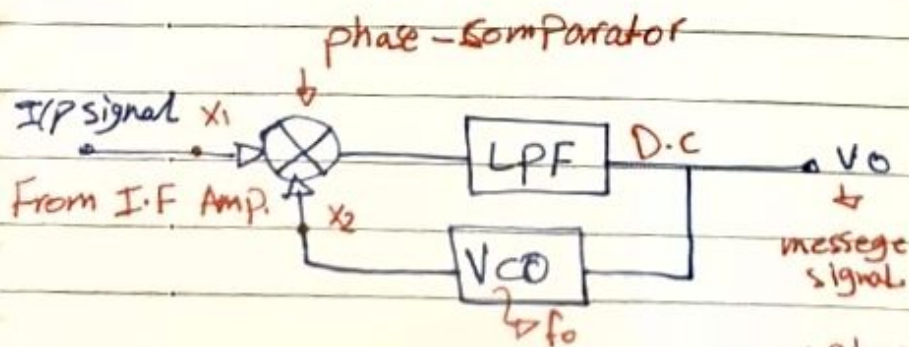 phase-somparator
I/p signal X1
LPF
D.C
Vo
From I.F Amp.
X2
messege
signal
VCO
fo